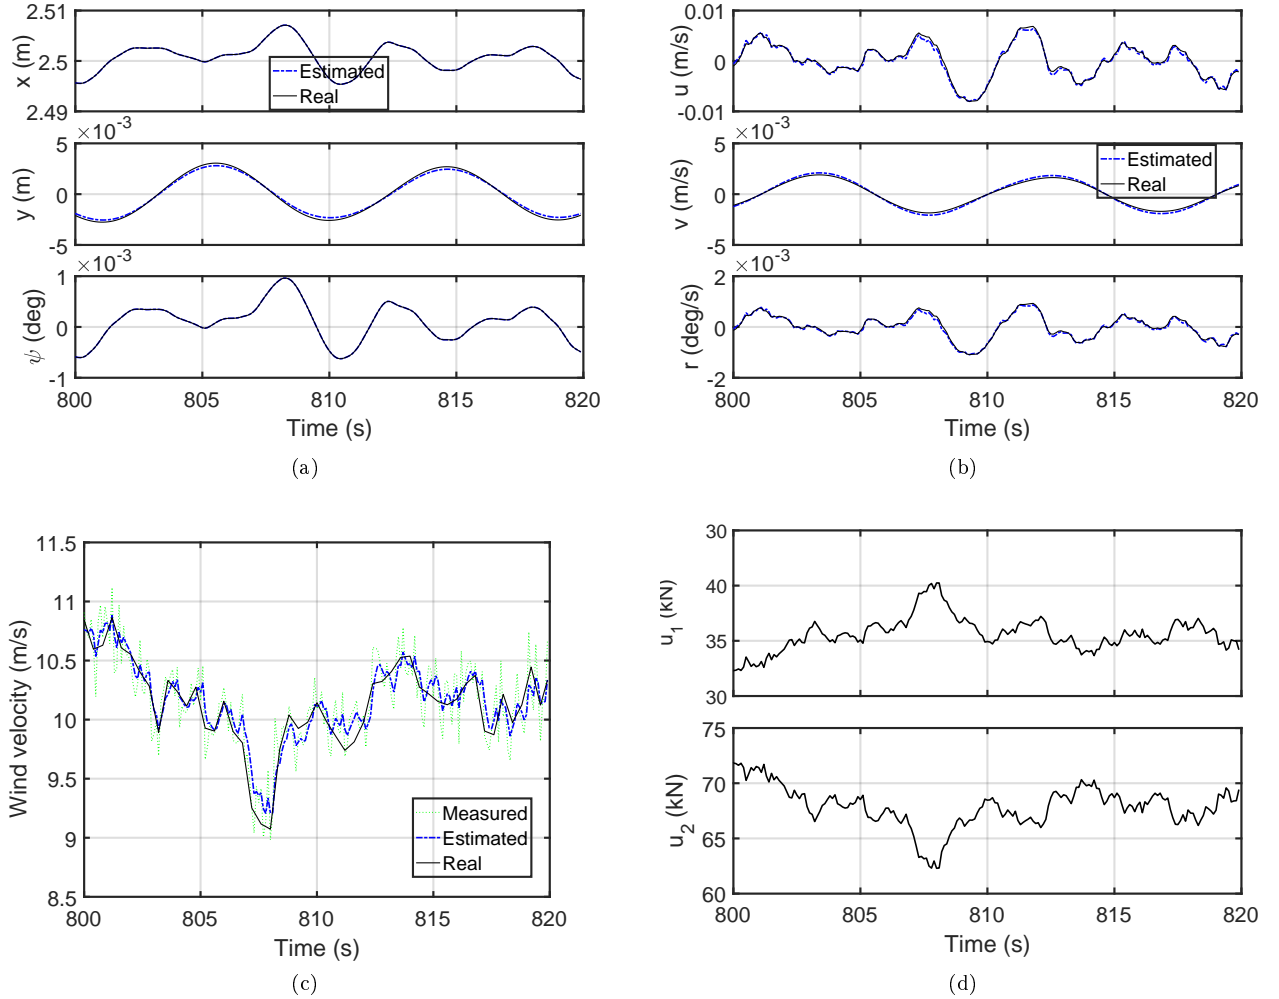 2.51
2.5
2.49
x (m)
Estimated
Real
×10⁻³
5
0
-5
y (m)
×10⁻³
1
0
-1
ψ (deg)
800 805 810 815 820
Time (s)
(a)
0.01
0
-0.01
u (m/s)
×10⁻³
5
0
-5
v (m/s)
Estimated
Real
×10⁻³
2
0
-2
r (deg/s)
800 805 810 815 820
Time (s)
(b)
11.5
11
10.5
10
9.5
9
8.5
Wind velocity (m/s)
Measured
Estimated
Real
800 805 810 815 820
Time (s)
(c)
30
40
35
30
u₁ (kN)
75
70
65
60
u₂ (kN)
800 805 810 815 820
Time (s)
(d)